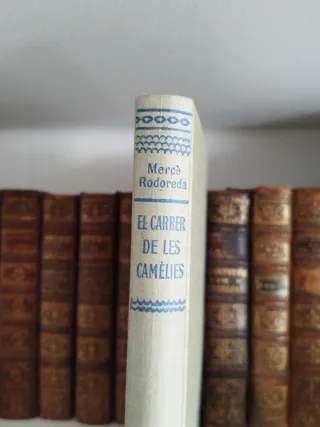 Mercè
Rodoreda
EL CARRER
DE LES
CAMÈLIES